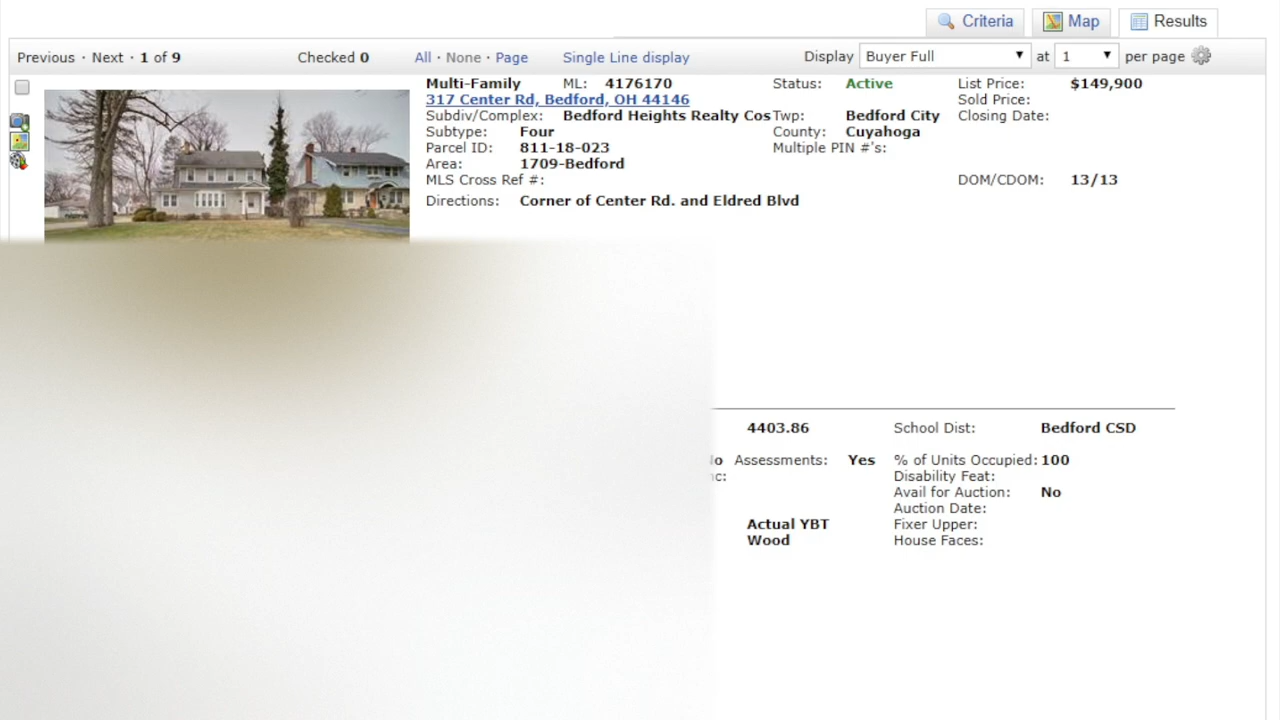 Criteria Map Results
Previous · Next · 1 of 9 Checked 0 All · None · Page Single Line display Display Buyer Full at 1 per page
Multi-Family ML: 4176170 Status: Active List Price: $149,900
317 Center Rd, Bedford, OH 44146 Sold Price:
Subdiv/Complex: Bedford Heights Realty Cos Twp: Bedford City Closing Date:
Subtype: Four County: Cuyahoga
Parcel ID: 811-18-023 Multiple PIN #'s:
Area: 1709-Bedford
MLS Cross Ref #: DOM/CDOM: 13/13
Directions: Corner of Center Rd. and Eldred Blvd
4403.86 School Dist: Bedford CSD
Assessments: Yes % of Units Occupied: 100
Disability Feat:
Avail for Auction: No
Auction Date:
Actual YBT Fixer Upper:
Wood House Faces: